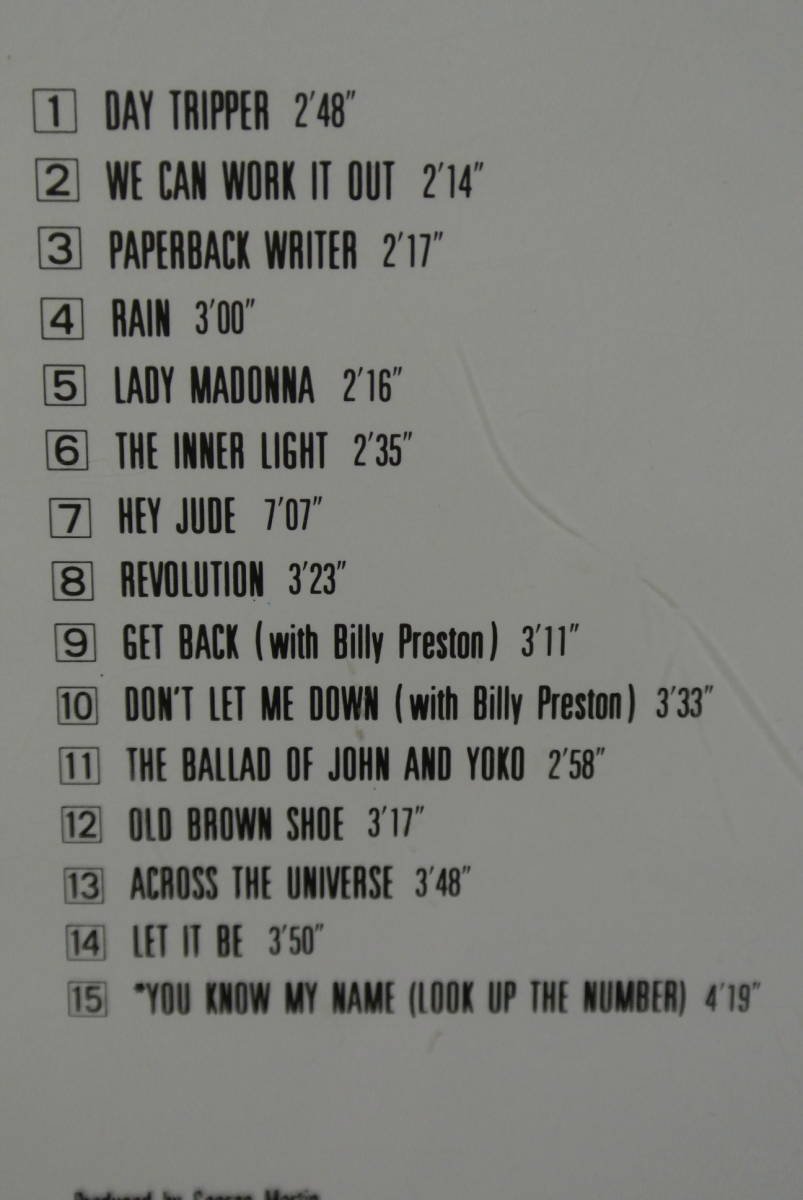 1 DAY TRIPPER 2'48"
2 WE CAN WORK IT OUT 2'14"
3 PAPERBACK WRITER 2'17"
4 RAIN 3'00"
5 LADY MADONNA 2'16"
6 THE INNER LIGHT 2'35"
7 HEY JUDE 7'07"
8 REVOLUTION 3'23"
9 GET BACK (with Billy Preston) 3'11"
10 DON'T LET ME DOWN (with Billy Preston) 3'33"
11 THE BALLAD OF JOHN AND YOKO 2'58"
12 OLD BROWN SHOE 3'17"
13 ACROSS THE UNIVERSE 3'48"
14 LET IT BE 3'50"
15 *YOU KNOW MY NAME (LOOK UP THE NUMBER) 4'19"
Produced by George Martin